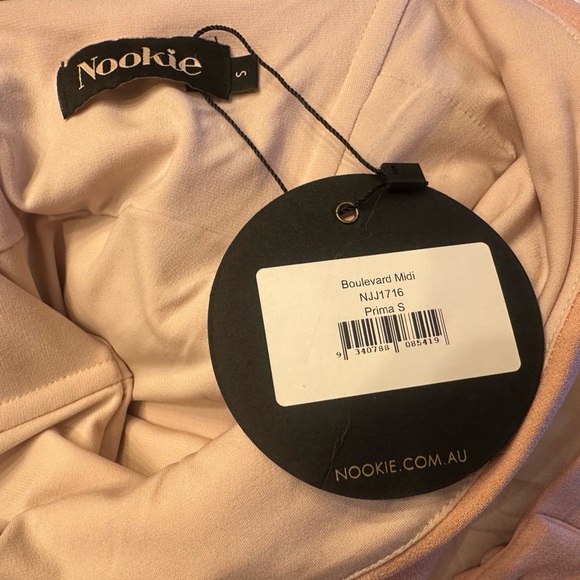 Nookie
S
Boulevard Midi
NJJ1716
Prima S
9 340788 085419
NOOKIE.COM.AU